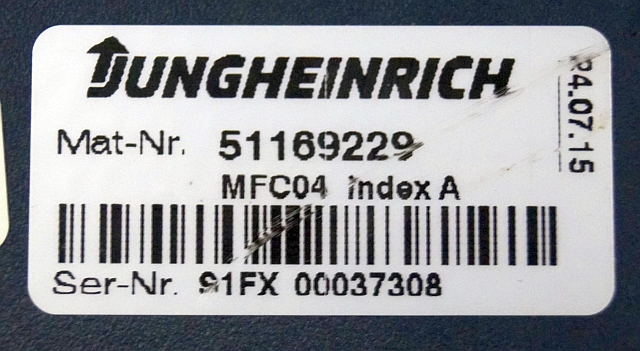 JUNGHEINRICH
24.07.15
Mat-Nr. 51169229
MFC04 Index A
Ser-Nr. 91FX 00037308